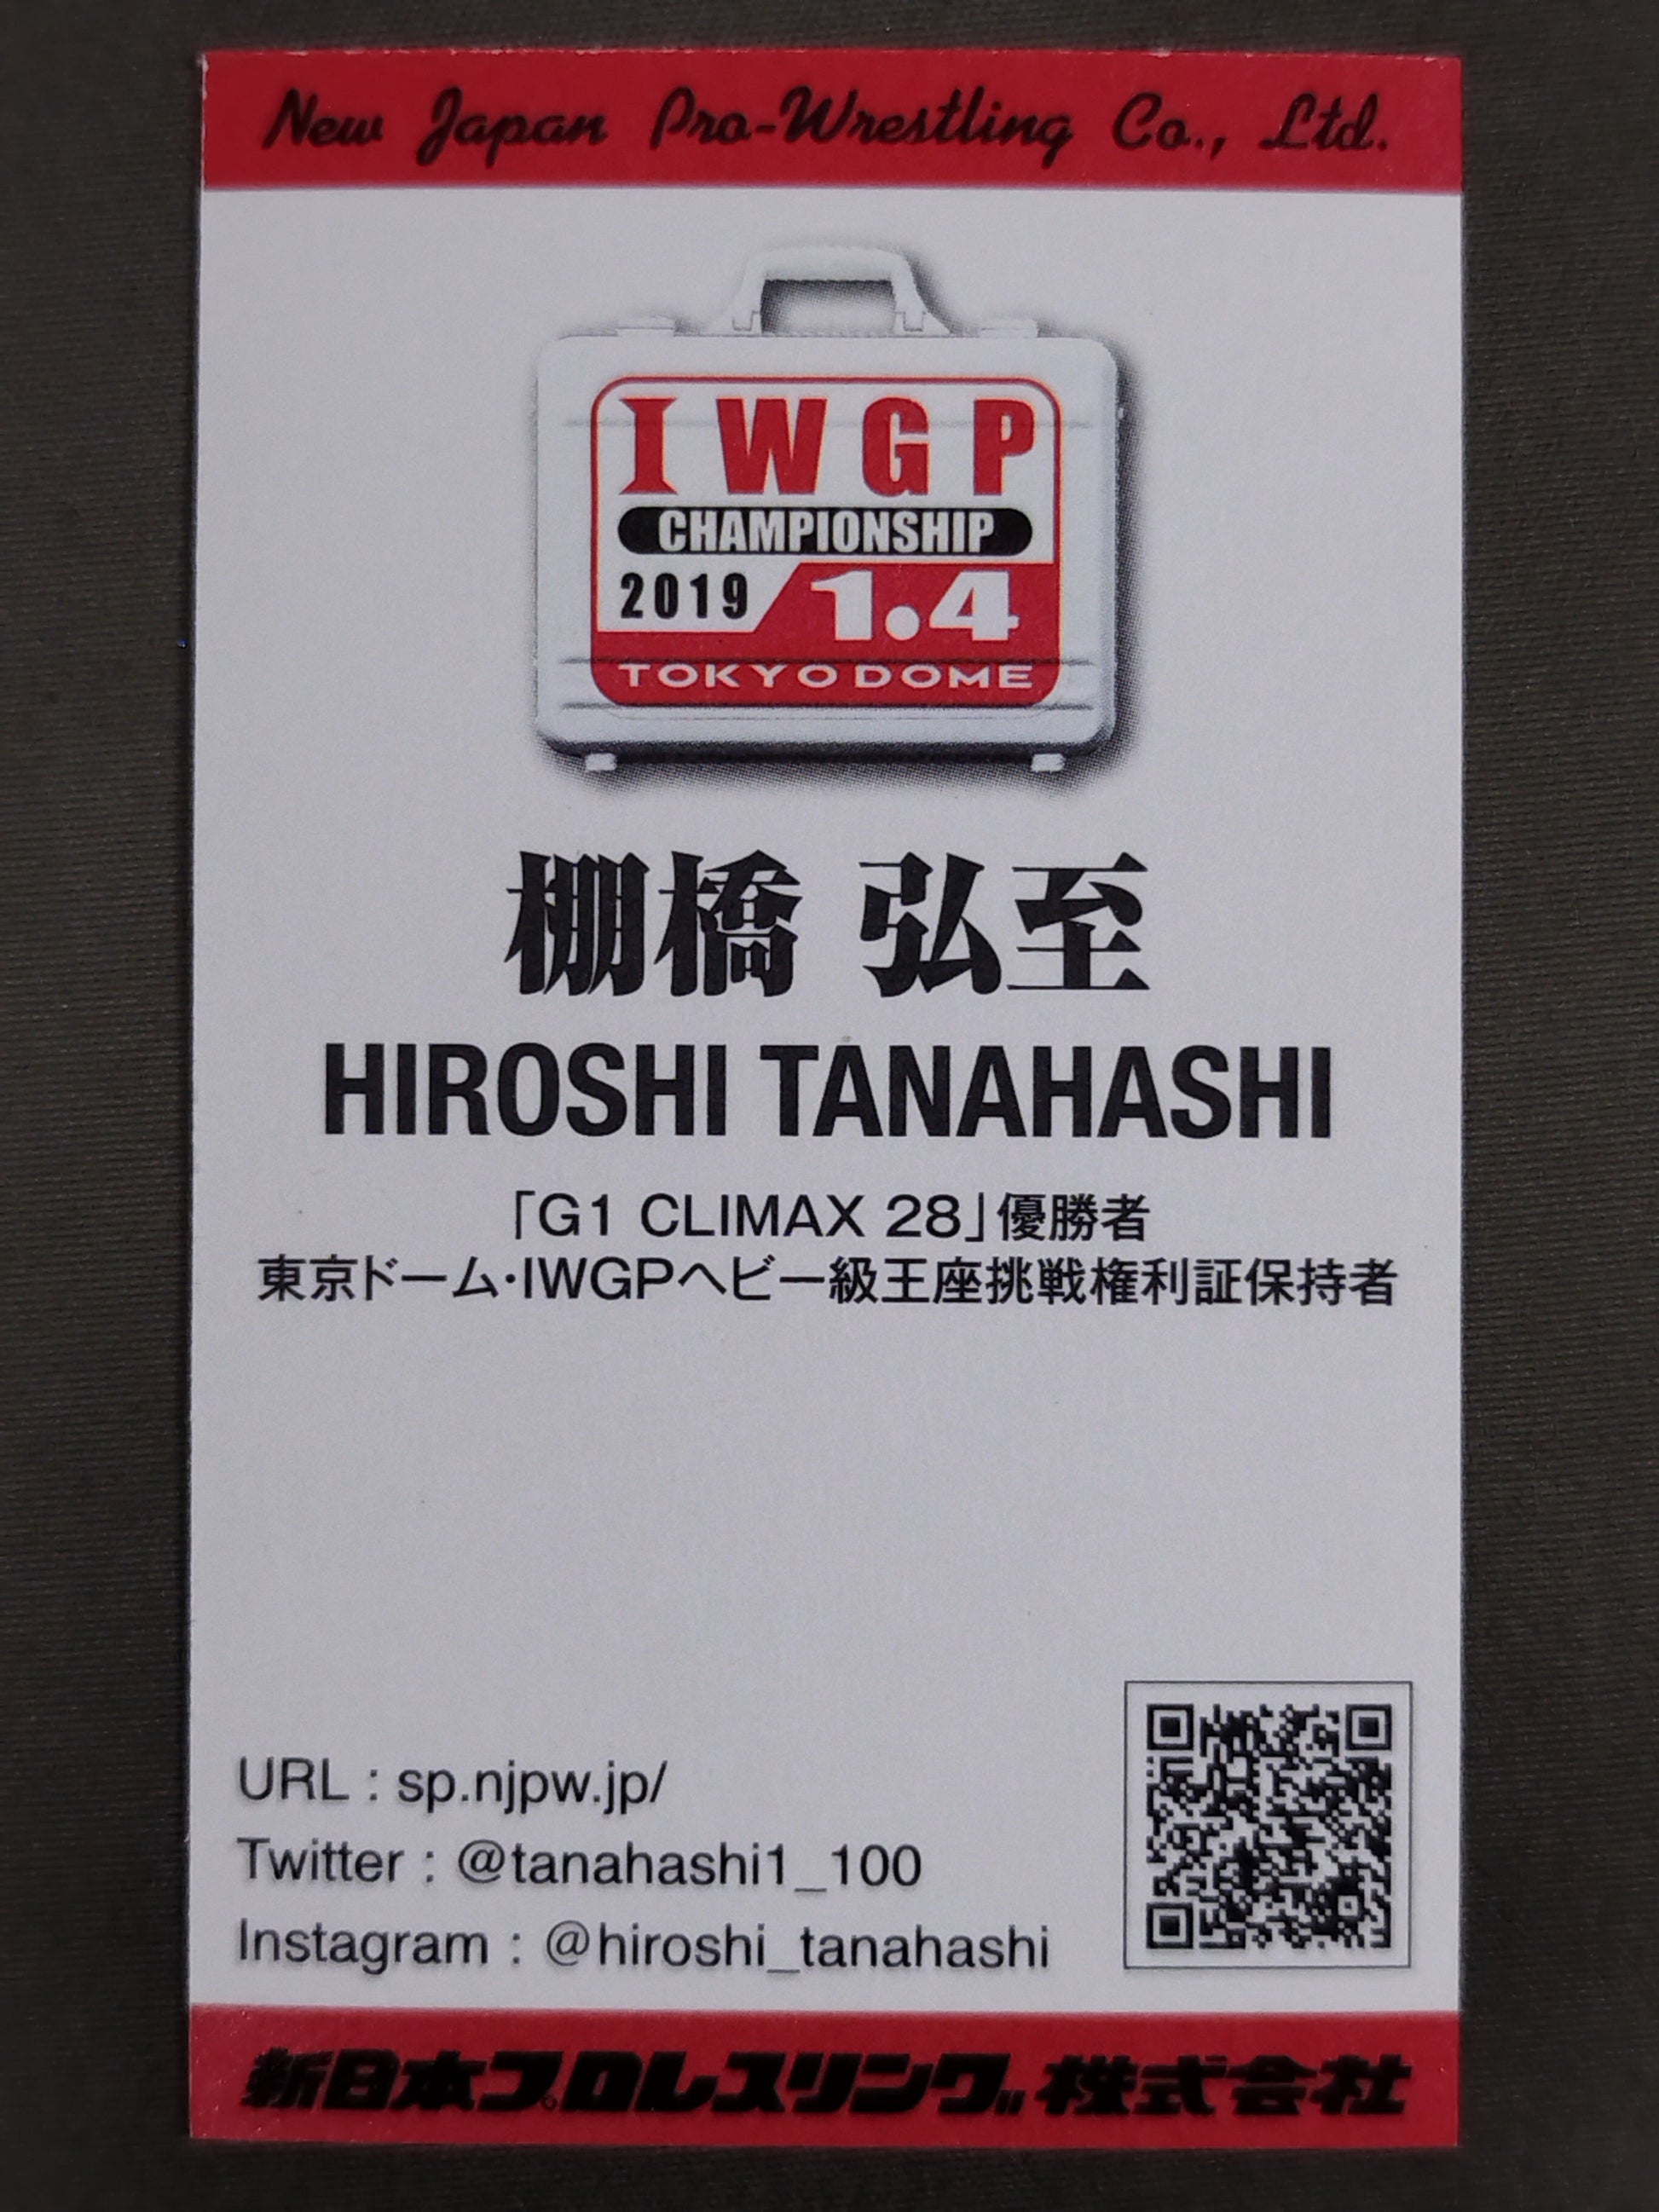 New Japan Pro-Wrestling Co., Ltd.
IWGP
CHAMPIONSHIP
2019 1.4
TOKYO DOME
棚橋 弘至
HIROSHI TANAHASHI
「G1 CLIMAX 28」優勝者
東京ドーム・IWGPヘビー級王座挑戦権利証保持者
URL : sp.njpw.jp/
Twitter : @tanahashi1_100
Instagram : @hiroshi_tanahashi
新日本プロレスリング株式会社